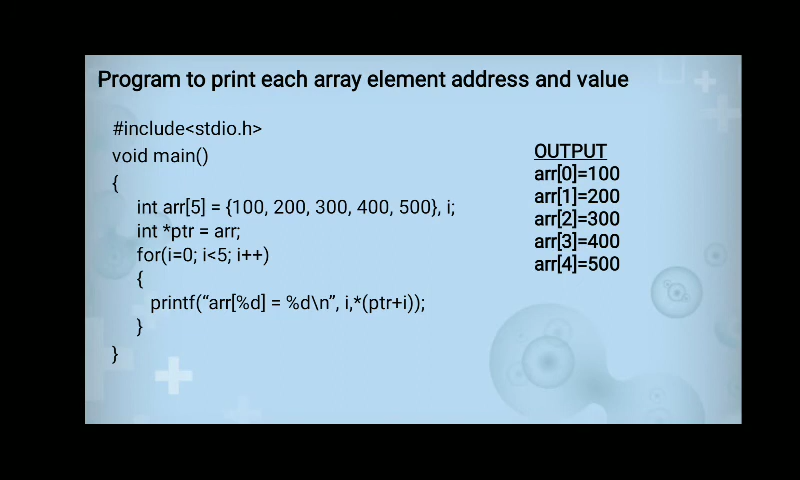 Program to print each array element address and value
#include<stdio.h>
void main()
{
int arr[5] = {100, 200, 300, 400, 500}, i;
int *ptr = arr;
for(i=0; i<5; i++)
{
printf(“arr[%d] = %d\n”, i,*(ptr+i));
}
}
OUTPUT
arr[0]=100
arr[1]=200
arr[2]=300
arr[3]=400
arr[4]=500